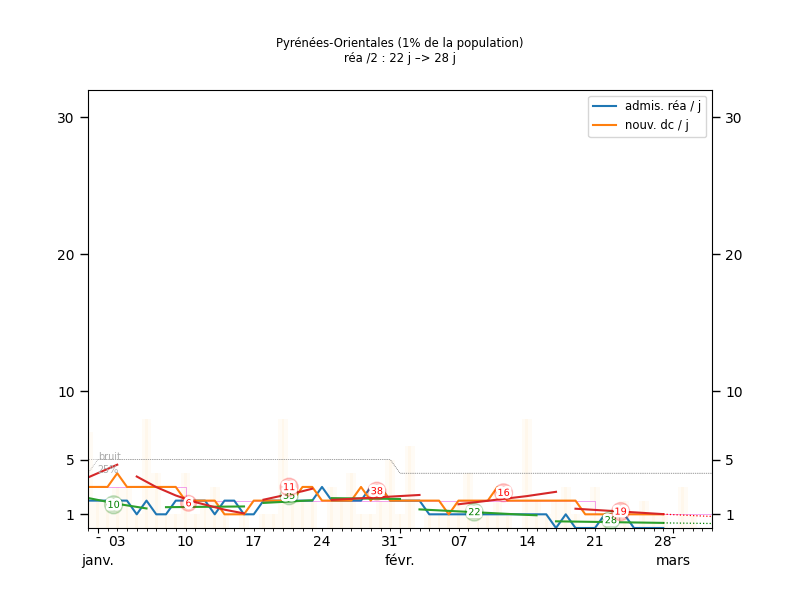 Pyrénées-Orientales (1% de la population)
réa /2 : 22 j –> 28 j
admis. réa / j
nouv. dc / j
30 30
20 20
10 10
5 5
1 1
bruit
25%
10 6 11 38 22 16 28 19
03 10 17 24 31 07 14 21 28
janv. févr. mars